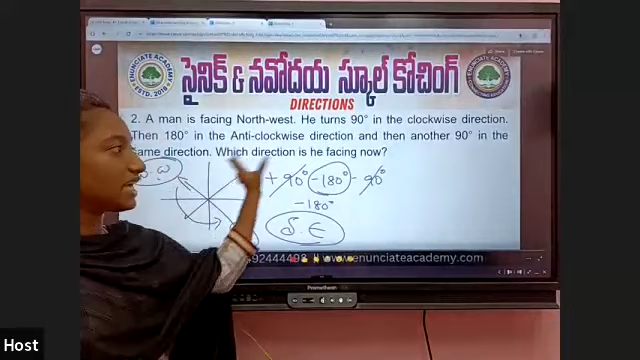 ENUNCIATE ACADEMY
ESTD. 2016
సైనిక్ & నవోదయ స్కూల్ కోచింగ్
DIRECTIONS
2. A man is facing North-west. He turns 90° in the clockwise direction.
Then 180° in the Anti-clockwise direction and then another 90° in the
same direction. Which direction is he facing now?
+ 90° - 180° - 90°
- 180°
S.E
92444498 || www.enunciateacademy.com
Promethean
Host